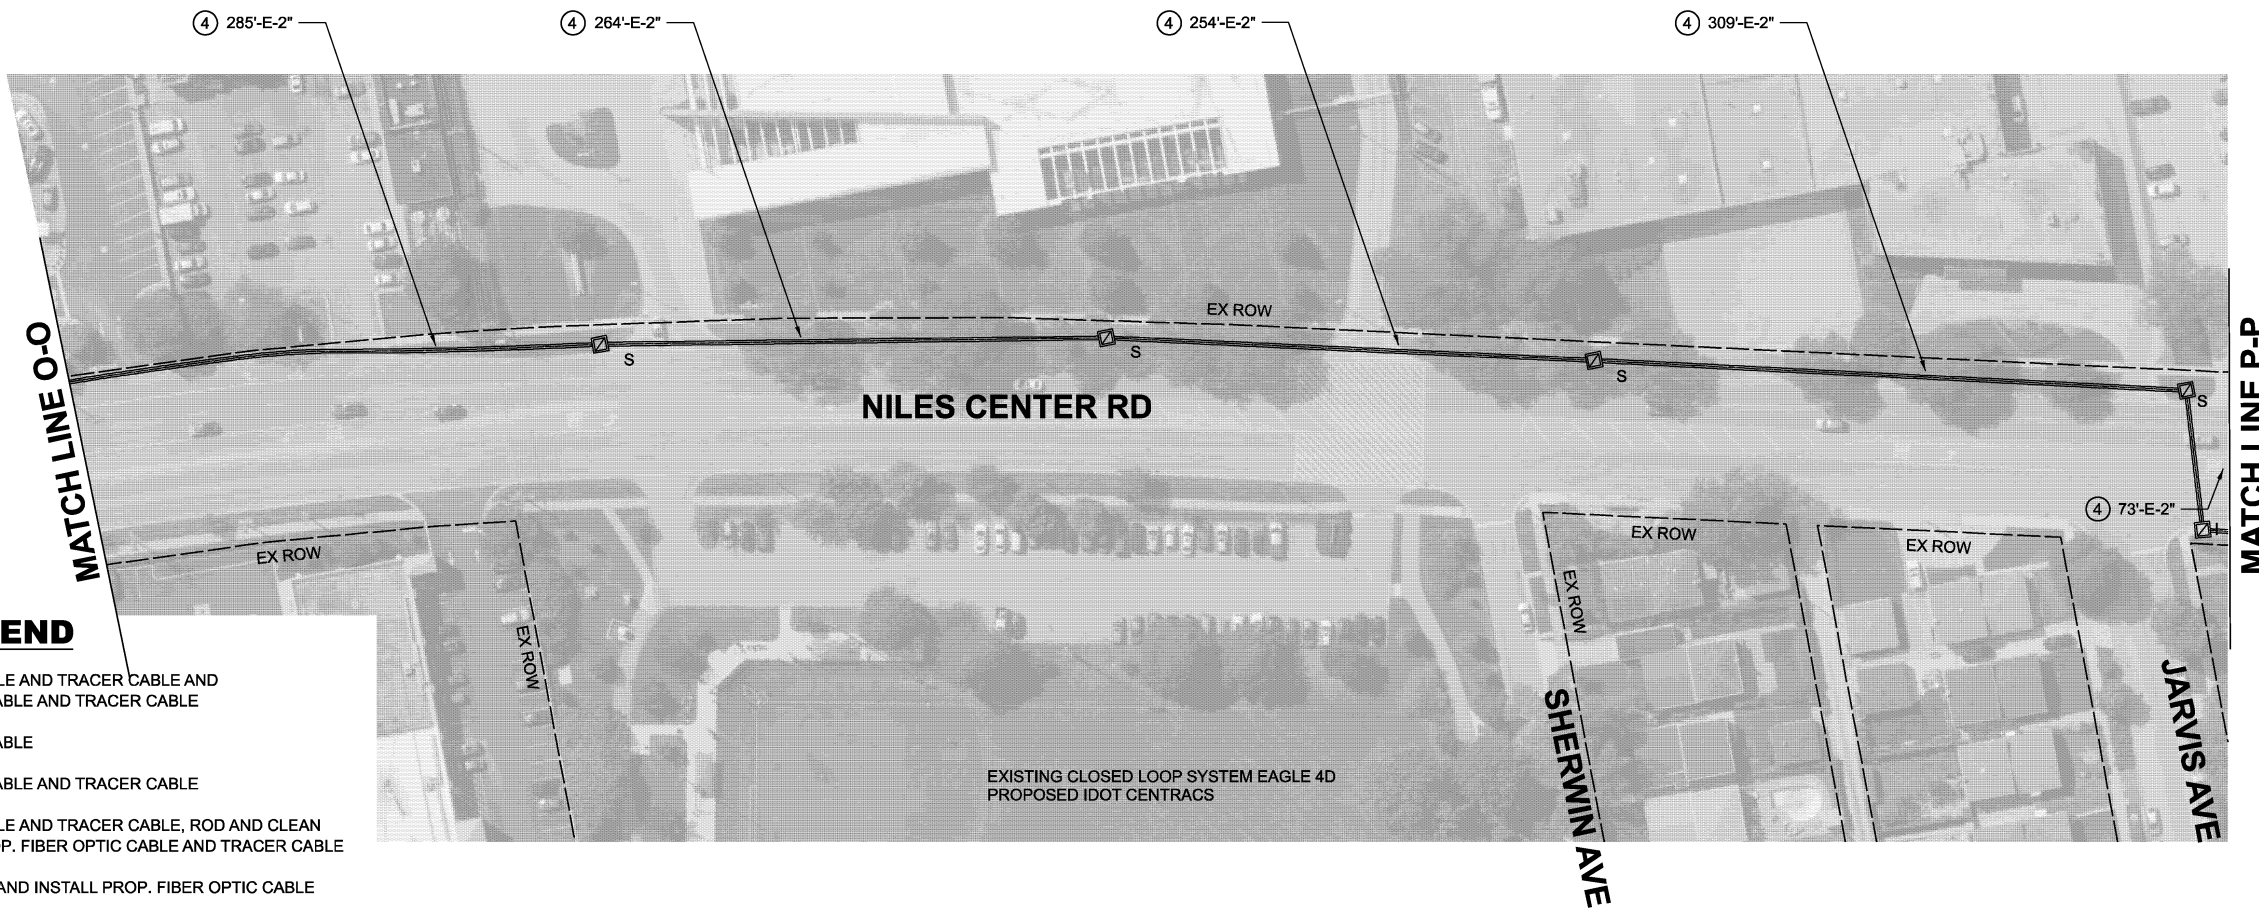 4 285'-E-2"
4 264'-E-2"
4 254'-E-2"
4 309'-E-2"
EX ROW
MATCH LINE O-O
S
S
S
S
NILES CENTER RD
MATCH LINE P-P
4 73'-E-2"
EX ROW
EX ROW
EX ROW
EX ROW
EX ROW
END
LE AND TRACER CABLE AND
ABLE AND TRACER CABLE
ABLE
ABLE AND TRACER CABLE
LE AND TRACER CABLE, ROD AND CLEAN
OP. FIBER OPTIC CABLE AND TRACER CABLE
AND INSTALL PROP. FIBER OPTIC CABLE
EXISTING CLOSED LOOP SYSTEM EAGLE 4D
PROPOSED IDOT CENTRACS
SHERWIN AVE
JARVIS AVE